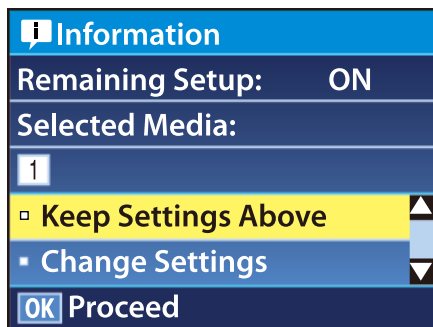 Information
Remaining Setup: ON
Selected Media:
1
Keep Settings Above
Change Settings
OK Proceed